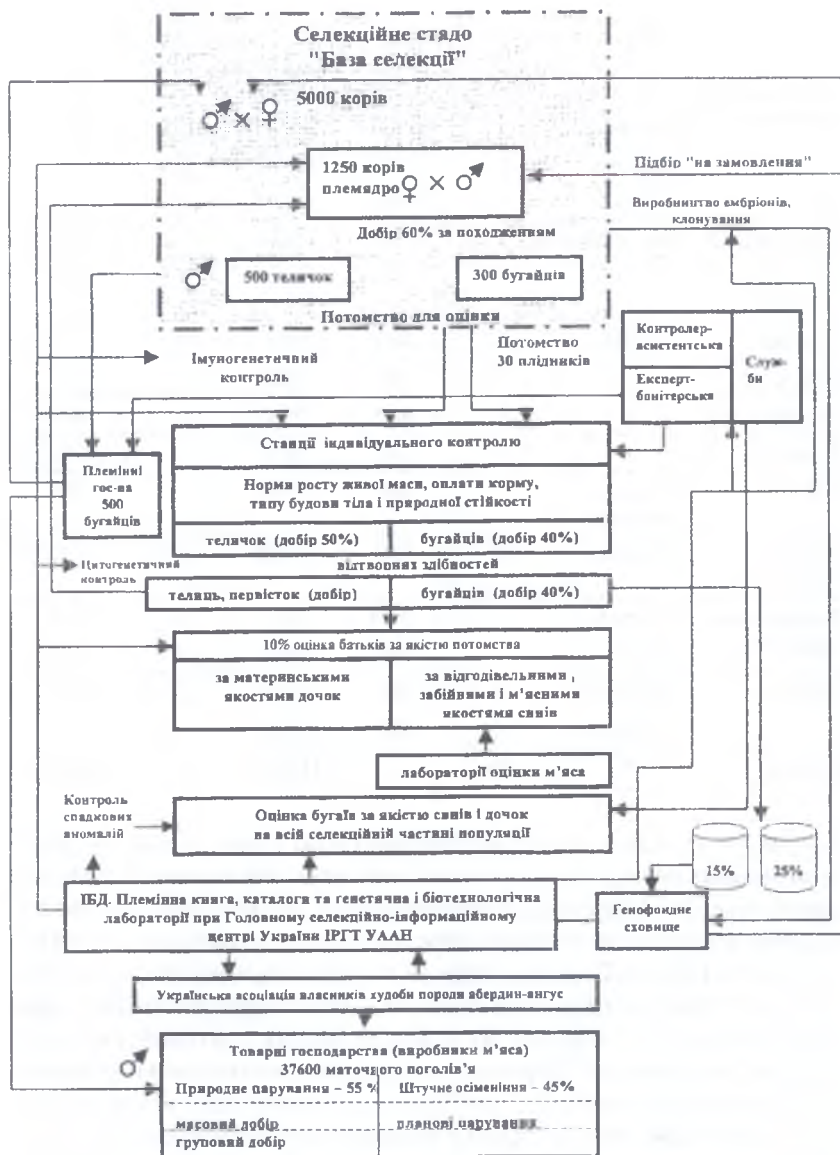 Селекційне стадо
"База селекції"
5000 корів
1250 корів
племядро
Підбір "на замовлення"
Виробництво ембріонів,
клонування
Добір 60% за походженням
500 теличок
300 бугайців
Потомство для оцінки
Імуногенетичний
контроль
Потомство
30 плідників
Контролер-
асистентська
Експерт-
бонітерська
Служ-
би
Станції індивідуального контролю
Племінні
гос-ва
500
бугайців
Норми росту живої маси, оплати корму,
типу будови тіла і природної стійкості
теличок (добір 50%)
бугайців (добір 40%)
Цитогенетичний
контроль
відтворних здібностей
телиць, первісток (добір)
бугайців (добір 40%)
10% оцінка батьків за якістю потомства
за материнськими
якостями дочок
за відгодівельними ,
забійними і м'ясними
якостями синів
лабораторії оцінки м'яса
Контроль
спадкових
аномалій
Оцінка бугаїв за якістю синів і дочок
на всій селекційній частині популяції
15%
25%
ІБД. Племінна книга, каталоги та генетична і біотехнологічна
лабораторії при Головному селекційно-інформаційному
центрі України ІРГТ УААН
Генофондне
сховище
Українська асоціація власників худоби породи абердин-ангус
Товарні господарства (виробники м'яса)
37600 маточного поголів'я
Природне парування – 55 %
Штучне осіменіння – 45%
масовий добір
планові парування
груповий добір